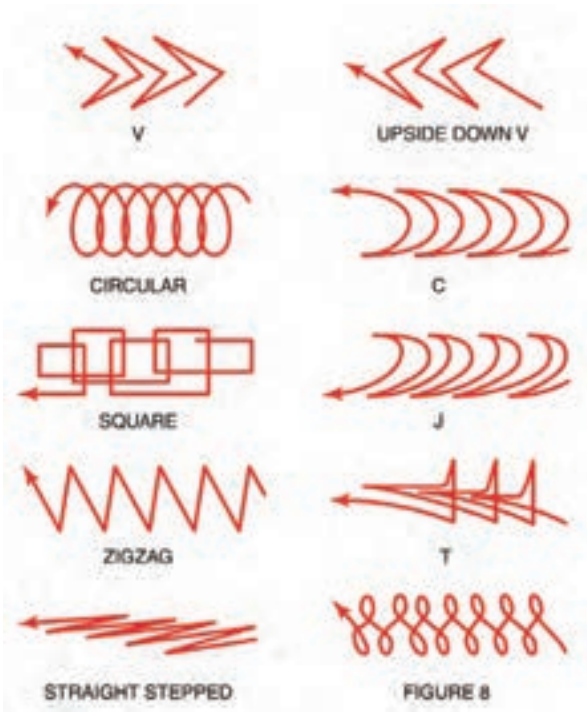 V
UPSIDE DOWN V
CIRCULAR
C
SQUARE
J
ZIGZAG
T
STRAIGHT STEPPED
FIGURE 8